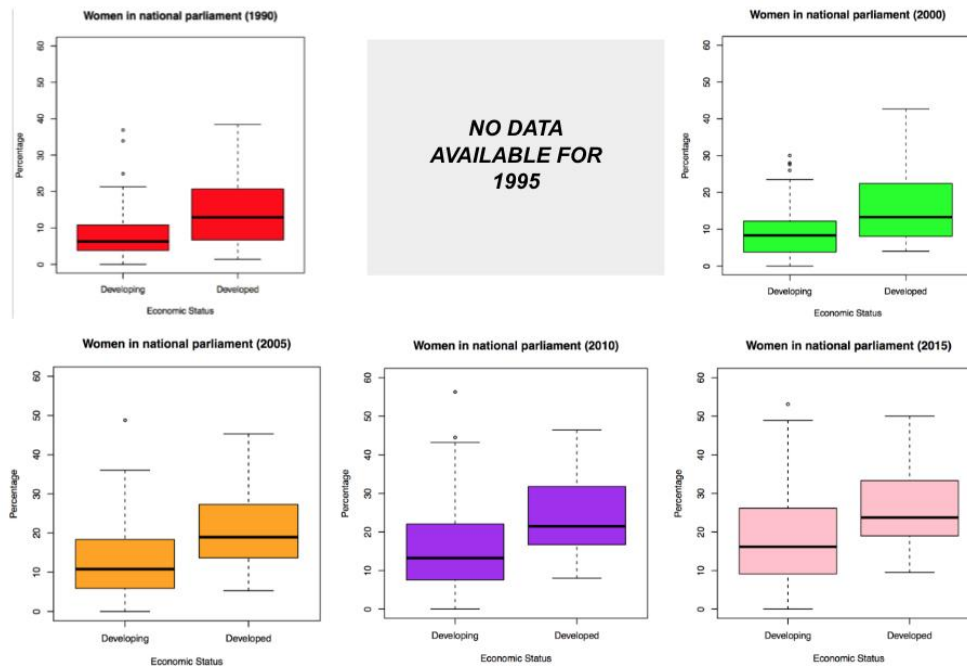 Women in national parliament (1990)
60
50
40
30
20
10
0
Percentage
Developing
Developed
Economic Status
NO DATA
AVAILABLE FOR
1995
Women in national parliament (2000)
60
50
40
30
20
10
0
Percentage
Developing
Developed
Economic Status
Women in national parliament (2005)
60
50
40
30
20
10
0
Percentage
Developing
Developed
Economic Status
Women in national parliament (2010)
60
50
40
30
20
10
0
Percentage
Developing
Developed
Economic Status
Women in national parliament (2015)
60
50
40
30
20
10
0
Percentage
Developing
Developed
Economic Status